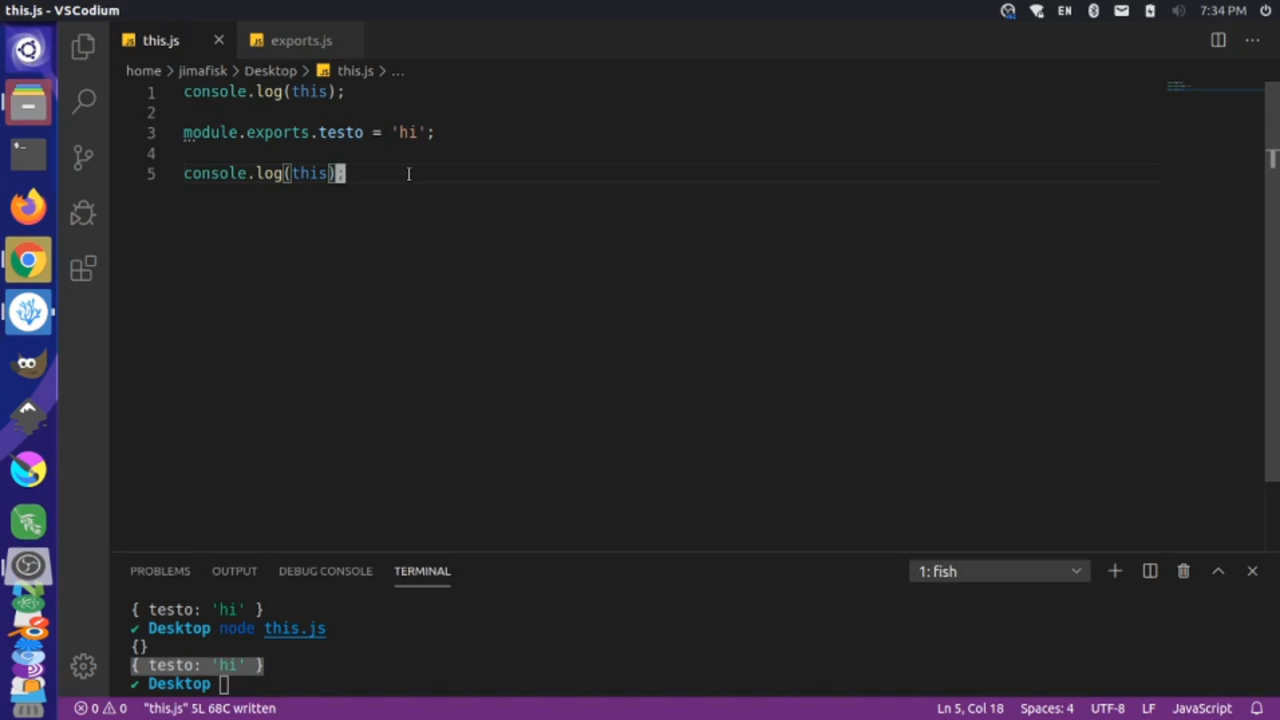 this.js - VSCodium
EN
7:34 PM
this.js
exports.js
home
jimafisk
Desktop
this.js
...
1 console.log(this);
2
3 module.exports.testo = 'hi';
4
5 console.log(this);
PROBLEMS
OUTPUT
DEBUG CONSOLE
TERMINAL
1: fish
{ testo: 'hi' }
✔ Desktop node this.js
{}
{ testo: 'hi' }
✔ Desktop
0 0
"this.js" 5L 68C written
Ln 5, Col 18
Spaces: 4
UTF-8
LF
JavaScript